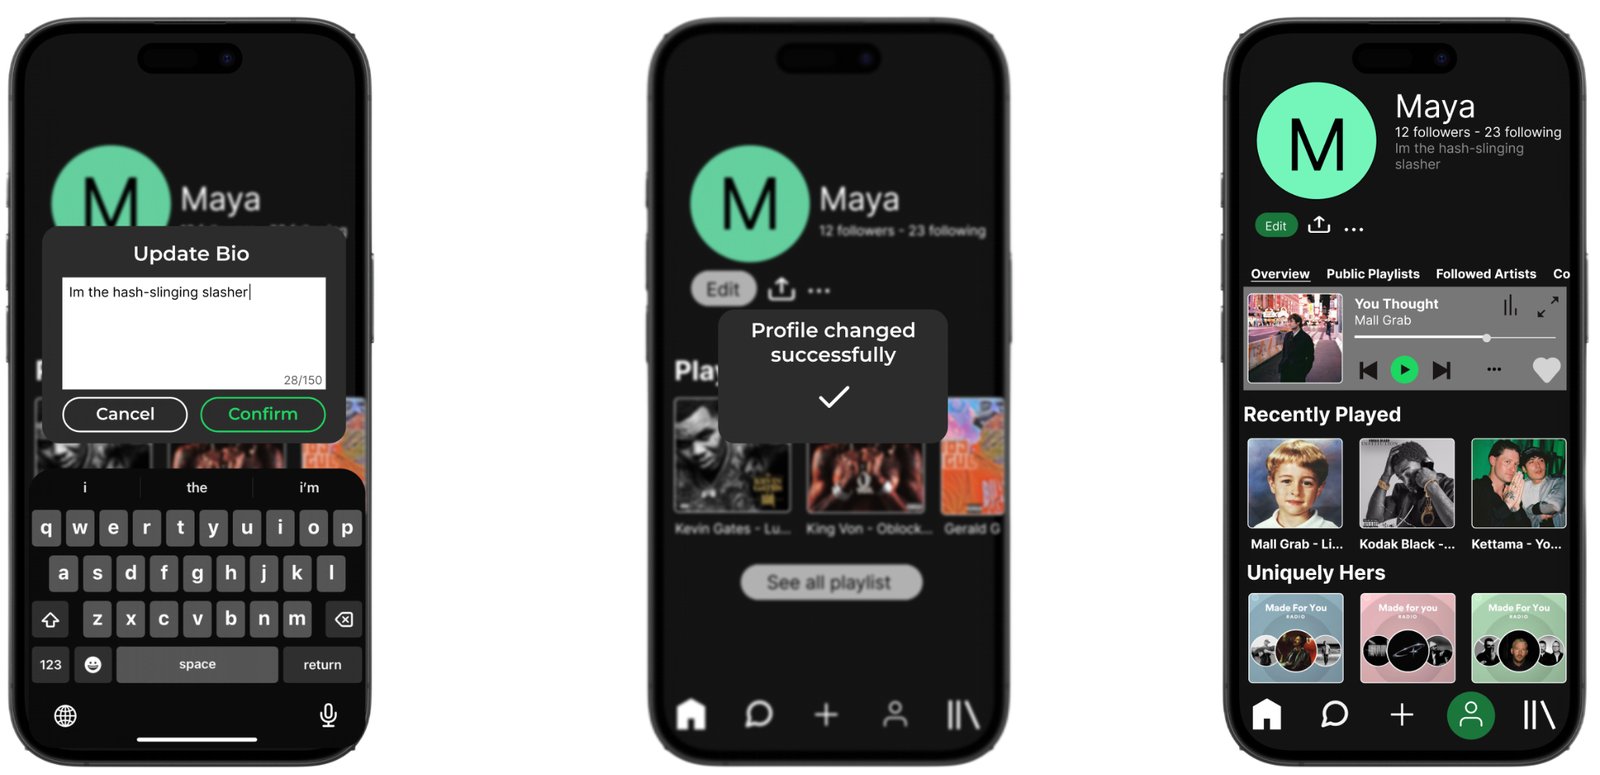 M
Maya
Update Bio
Im the hash-slinging slasher
28/150
Cancel
Confirm
i the i'm
q w e r t y u i o p
a s d f g h j k l
z x c v b n m
123 space return
M
Maya
12 followers - 23 following
Edit
Profile changed
successfully
Kevin Gates - Lu...
King Von - Oblock...
Gerald G
See all playlist
M
Maya
12 followers - 23 following
Im the hash-slinging
slasher
Edit
Overview Public Playlists Followed Artists Co
You Thought
Mall Grab
Recently Played
Mall Grab - Li...
Kodak Black -...
Kettama - Yo...
Uniquely Hers
Made For You
RADIO
Made for you
RADIO
Made For You
RADIO